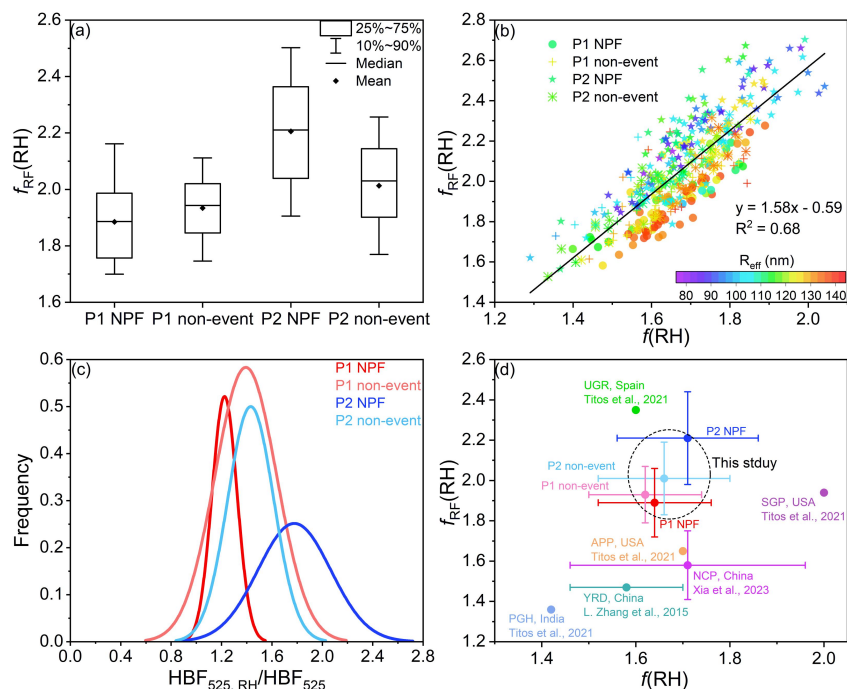 (a)
25%~75%
10%~90%
Median
Mean
2.6
2.4
2.2
2.0
1.8
1.6
fRF(RH)
P1 NPF
P1 non-event
P2 NPF
P2 non-event
(b)
P1 NPF
P1 non-event
P2 NPF
P2 non-event
2.8
2.6
2.4
2.2
2.0
1.8
1.6
1.4
fRF(RH)
y = 1.58x - 0.59
R2 = 0.68
Reff (nm)
80 90 100 110 120 130 140
1.2 1.4 1.6 1.8 2.0
f(RH)
(c)
P1 NPF
P1 non-event
P2 NPF
P2 non-event
0.6
0.5
0.4
0.3
0.2
0.1
0.0
Frequency
0.0 0.4 0.8 1.2 1.6 2.0 2.4 2.8
HBF525, RH/HBF525
(d)
2.6
2.4
2.2
2.0
1.8
1.6
1.4
1.2
fRF(RH)
UGR, Spain
Titos et al., 2021
P2 NPF
This stduy
P2 non-event
P1 non-event
P1 NPF
SGP, USA
Titos et al., 2021
APP, USA
Titos et al., 2021
NCP, China
Xia et al., 2023
YRD, China
L. Zhang et al., 2015
PGH, India
Titos et al., 2021
1.4 1.6 1.8 2.0
f(RH)